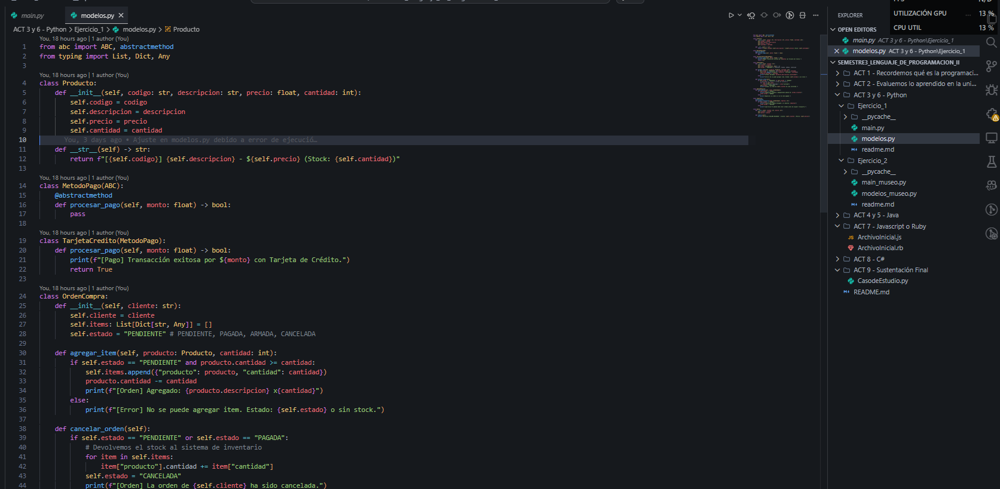 main.py
modelos.py
ACT 3 y 6 - Python > Ejercicio_1 > modelos.py > Producto
You, 18 hours ago | 1 author (You)
1 from abc import ABC, abstractmethod
2 from typing import List, Dict, Any
3
You, 18 hours ago | 1 author (You)
4 class Producto:
5 def __init__(self, codigo: str, descripcion: str, precio: float, cantidad: int):
6 self.codigo = codigo
7 self.descripcion = descripcion
8 self.precio = precio
9 self.cantidad = cantidad
10 You, 3 days ago • Ajuste en modelos.py debido a error de ejecució…
11 def __str__(self) -> str:
12 return f"[{self.codigo}] {self.descripcion} - ${self.precio} (Stock: {self.cantidad})"
13
You, 18 hours ago | 1 author (You)
14 class MetodoPago(ABC):
15 @abstractmethod
16 def procesar_pago(self, monto: float) -> bool:
17 pass
18
You, 18 hours ago | 1 author (You)
19 class TarjetaCredito(MetodoPago):
20 def procesar_pago(self, monto: float) -> bool:
21 print(f"[Pago] Transacción exitosa por ${monto} con Tarjeta de Crédito.")
22 return True
23
You, 18 hours ago | 1 author (You)
24 class OrdenCompra:
25 def __init__(self, cliente: str):
26 self.cliente = cliente
27 self.items: List[Dict[str, Any]] = []
28 self.estado = "PENDIENTE" # PENDIENTE, PAGADA, ARMADA, CANCELADA
29
30 def agregar_item(self, producto: Producto, cantidad: int):
31 if self.estado == "PENDIENTE" and producto.cantidad >= cantidad:
32 self.items.append({"producto": producto, "cantidad": cantidad})
33 producto.cantidad -= cantidad
34 print(f"[Orden] Agregado: {producto.descripcion} x{cantidad}")
35 else:
36 print(f"[Error] No se puede agregar item. Estado: {self.estado} o sin stock.")
37
38 def cancelar_orden(self):
39 if self.estado == "PENDIENTE" or self.estado == "PAGADA":
40 # Devolvemos el stock al sistema de inventario
41 for item in self.items:
42 item["producto"].cantidad += item["cantidad"]
43 self.estado = "CANCELADA"
44 print(f"[Orden] La orden de {self.cliente} ha sido cancelada.")
EXPLORER
UTILIZACIÓN GPU ... 13 %
CPU UTIL 13 %
OPEN EDITORS
main.py ACT 3 y 6 - Python\Ejercicio_1
modelos.py ACT 3 y 6 - Python\Ejercicio_1
SEMESTRE3_LENGUAJE_DE_PROGRAMACION_II
ACT 1 - Recordemos qué es la programaci...
ACT 2 - Evaluemos lo aprendido en la uni...
ACT 3 y 6 - Python
Ejercicio_1
__pycache__
main.py
modelos.py
readme.md
Ejercicio_2
__pycache__
main_museo.py
modelos_museo.py
readme.md
ACT 4 y 5 - Java
ACT 7 - Javascript o Ruby
JS ArchivoInicial.js
ArchivoInicial.rb
ACT 8 - C#
ACT 9 - Sustentación Final
CasodeEstudio.py
README.md